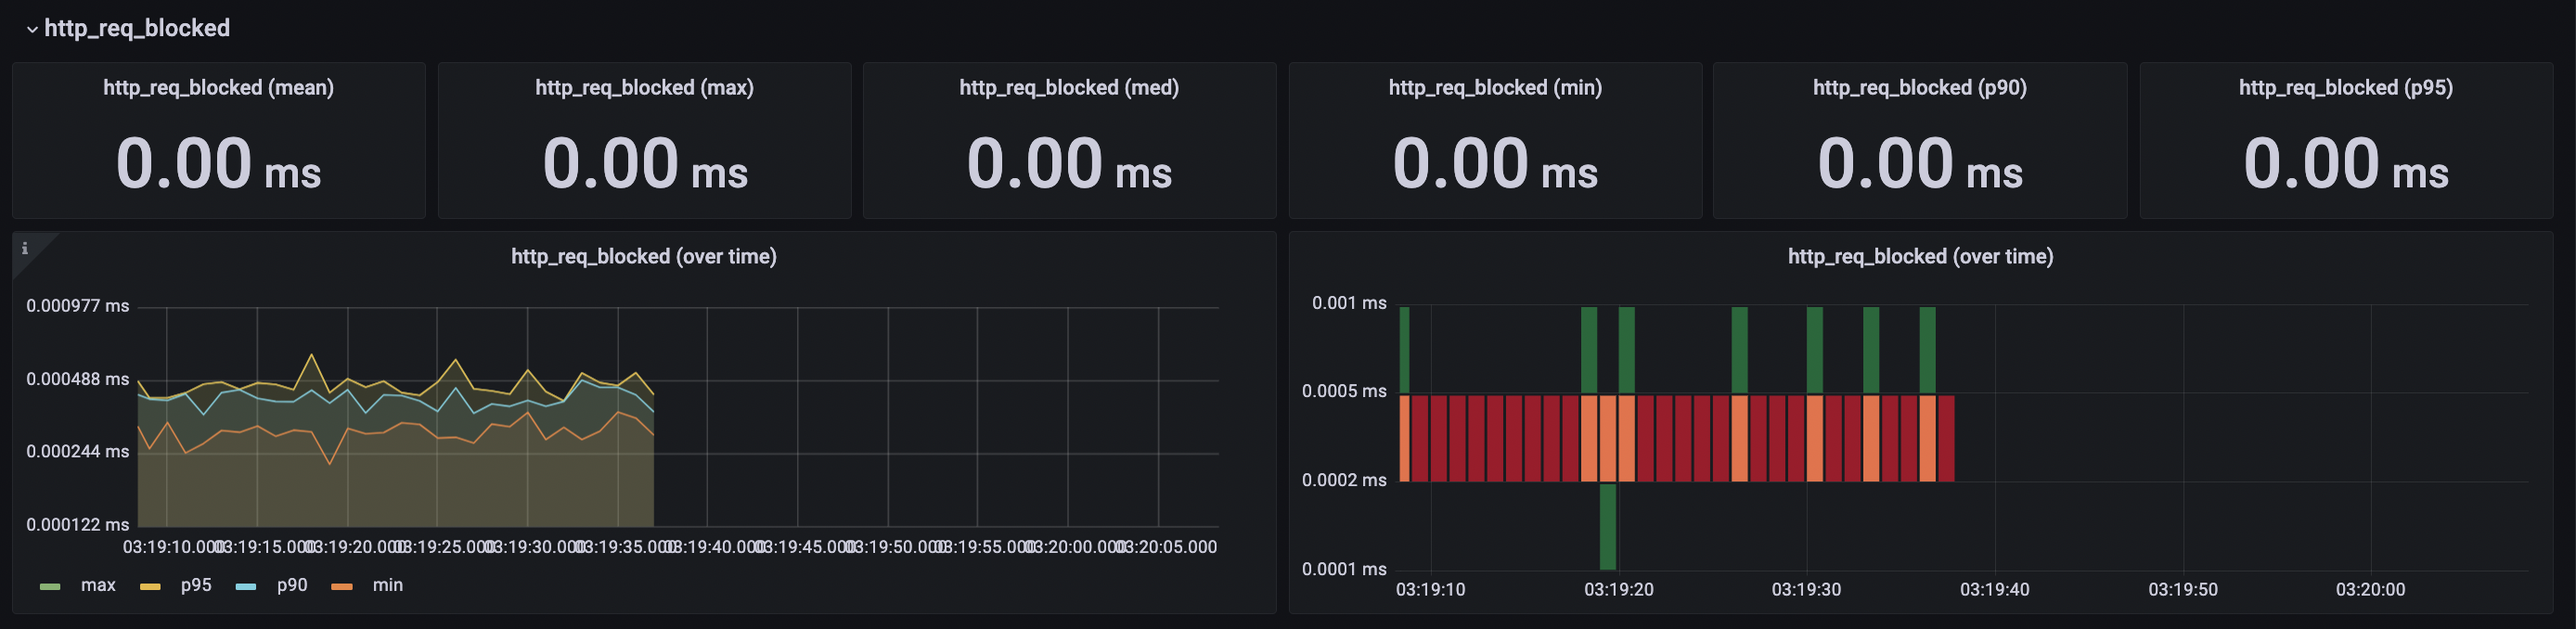 http_req_blocked
http_req_blocked (mean)
0.00 ms
http_req_blocked (max)
0.00 ms
http_req_blocked (med)
0.00 ms
http_req_blocked (min)
0.00 ms
http_req_blocked (p90)
0.00 ms
http_req_blocked (p95)
0.00 ms
i
http_req_blocked (over time)
0.000977 ms
0.000488 ms
0.000244 ms
0.000122 ms
03:19:10.000 03:19:15.000 03:19:20.000 03:19:25.000 03:19:30.000 03:19:35.000 03:19:40.000 03:19:45.000 03:19:50.000 03:19:55.000 03:20:00.000 03:20:05.000
max p95 p90 min
http_req_blocked (over time)
0.001 ms
0.0005 ms
0.0002 ms
0.0001 ms
03:19:10 03:19:20 03:19:30 03:19:40 03:19:50 03:20:00